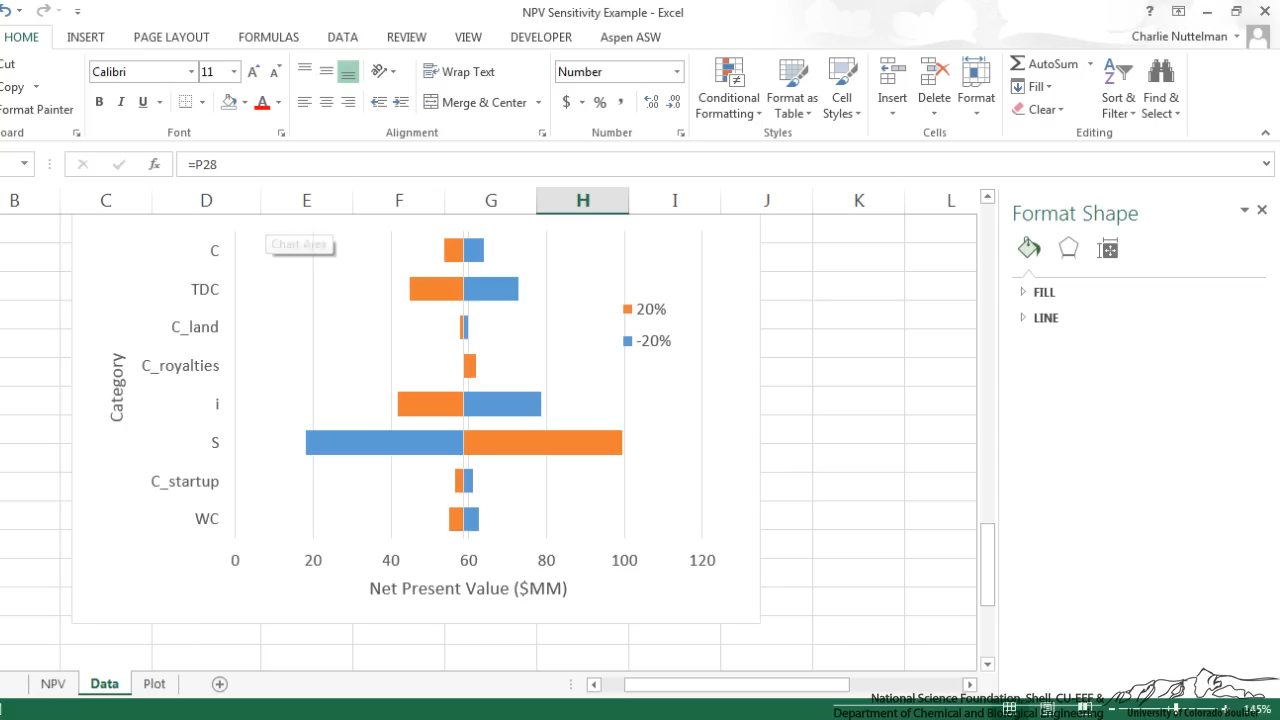 NPV Sensitivity Example - Excel
HOME INSERT PAGE LAYOUT FORMULAS DATA REVIEW VIEW DEVELOPER Aspen ASW
Charlie Nuttelman
Cut
Copy
Format Painter
Calibri 11
Wrap Text
Merge & Center
Number
Conditional Formatting
Format as Table
Cell Styles
Insert Delete Format
AutoSum
Fill
Clear
Sort & Filter
Find & Select
Font Alignment Number Styles Cells Editing
=P28
B C D E F G H I J K L
Format Shape
FILL
LINE
Chart Area
C
TDC
C_land
C_royalties
i
S
C_startup
WC
Category
20%
-20%
0 20 40 60 80 100 120
Net Present Value ($MM)
NPV Data Plot
National Science Foundation, Shell, CU-EEF &
Department of Chemical and Biological Engineering
University of Colorado Boulder
145%